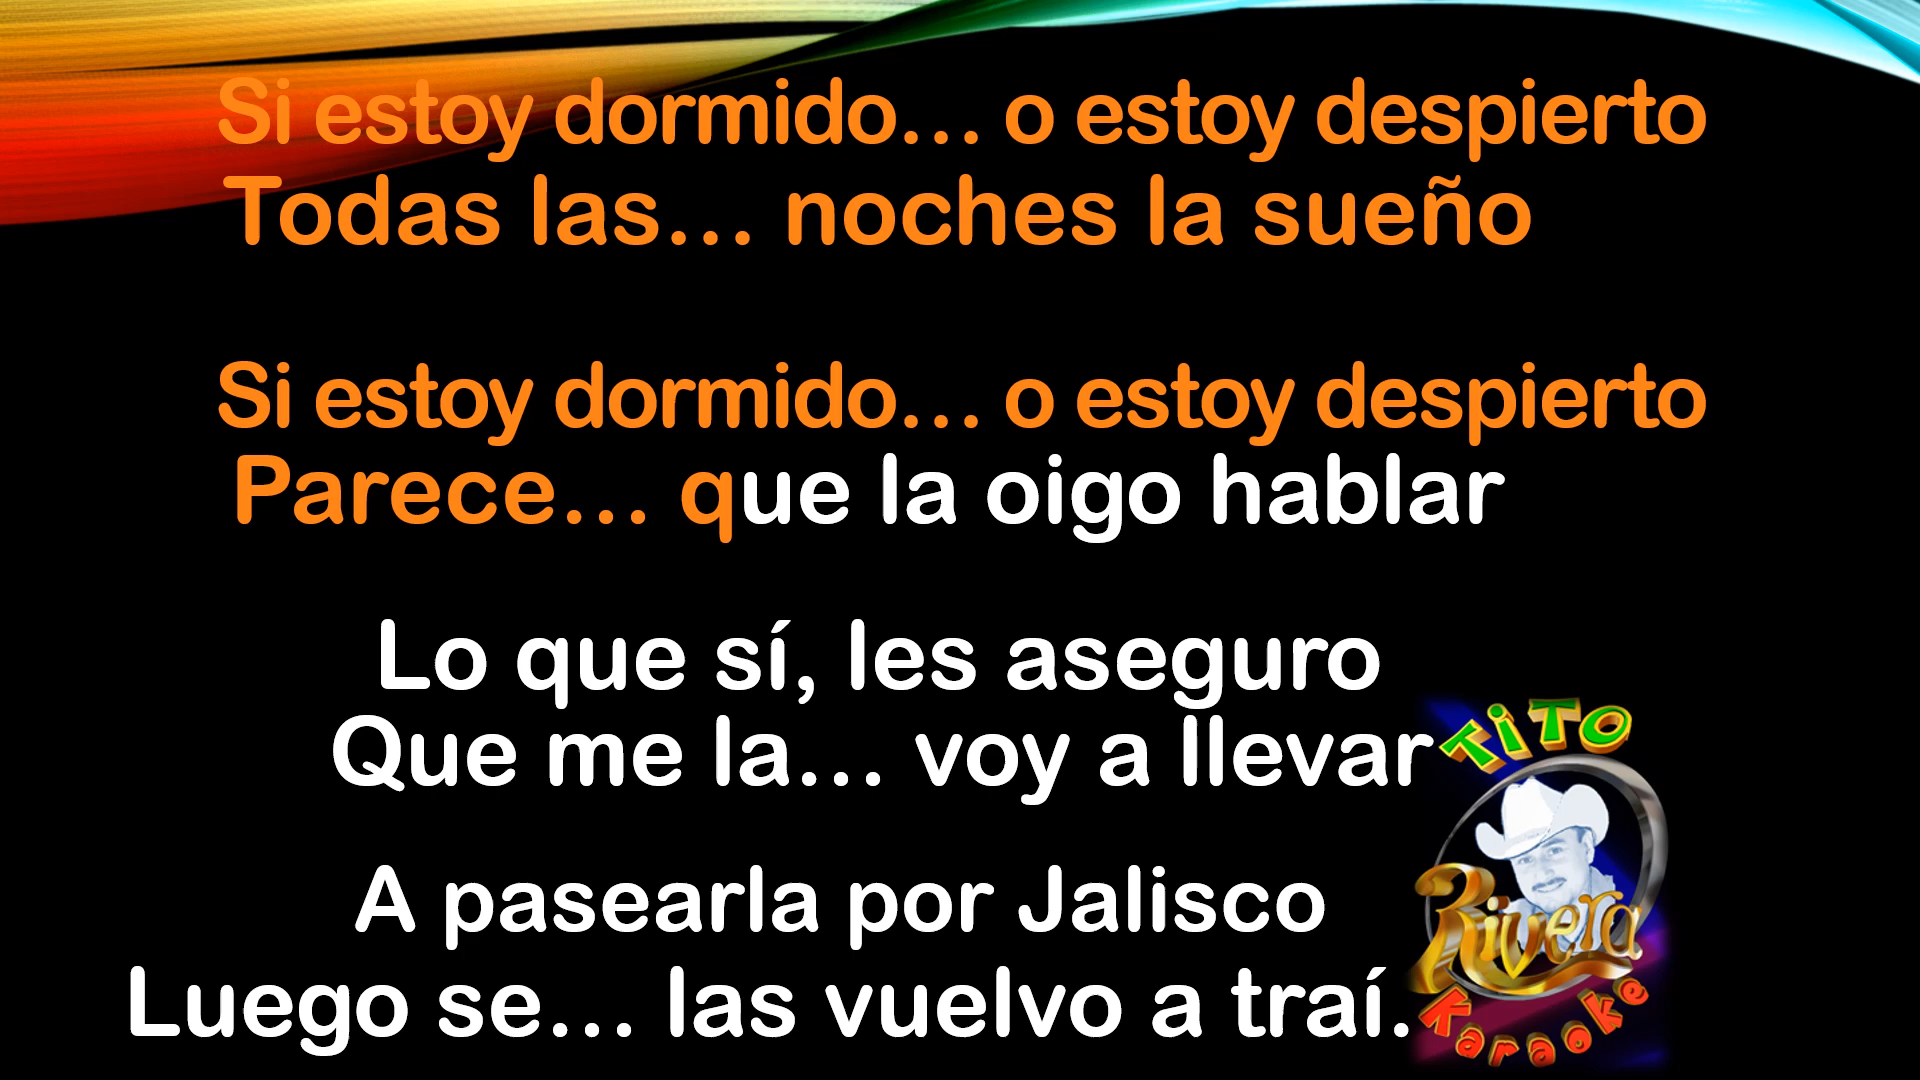 Si estoy dormido... o estoy despierto
Todas las... noches la sueño
Si estoy dormido... o estoy despierto
Parece... que la oigo hablar
Lo que sí, les aseguro
Que me la... voy a llevar
A pasearla por Jalisco
Luego se... las vuelvo a traí.
TiTO
Rivera
Karaoke